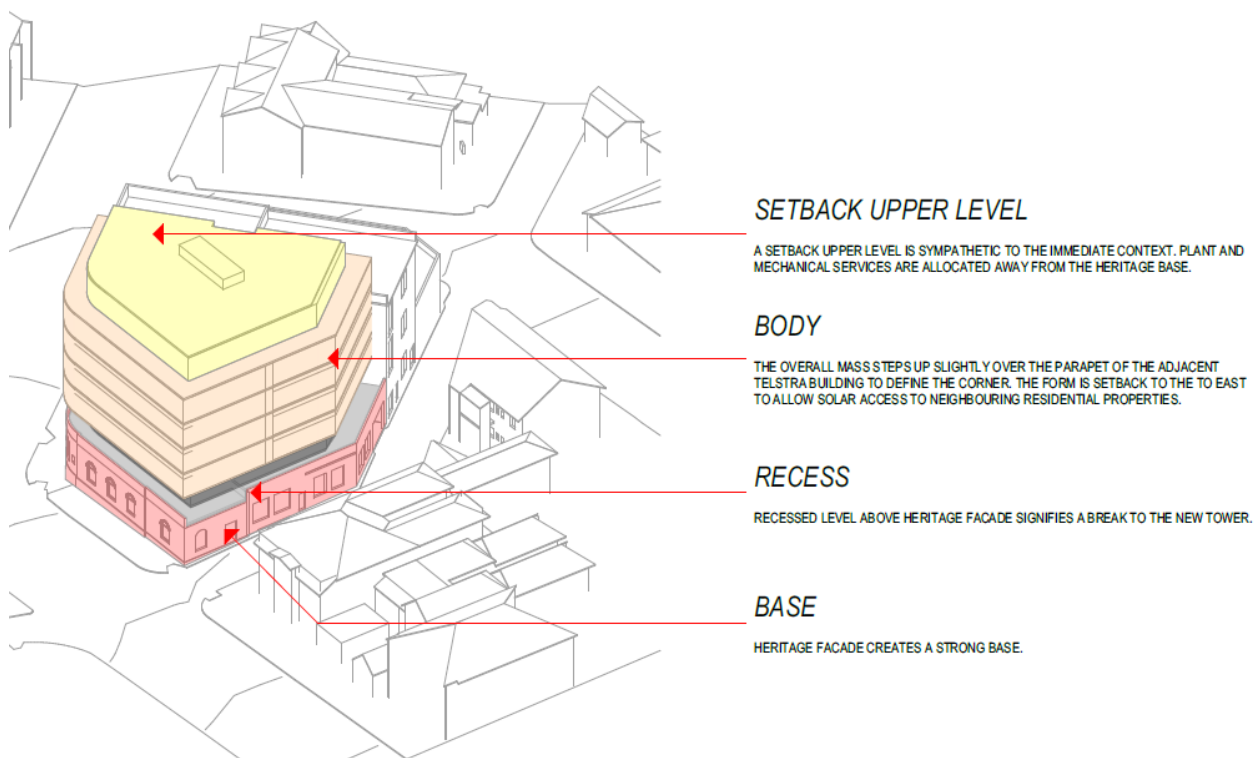 SETBACK UPPER LEVEL
A SETBACK UPPER LEVEL IS SYMPATHETIC TO THE IMMEDIATE CONTEXT. PLANT AND
MECHANICAL SERVICES ARE ALLOCATED AWAY FROM THE HERITAGE BASE.
BODY
THE OVERALL MASS STEPS UP SLIGHTLY OVER THE PARAPET OF THE ADJACENT
TELSTRA BUILDING TO DEFINE THE CORNER. THE FORM IS SETBACK TO THE TO EAST
TO ALLOW SOLAR ACCESS TO NEIGHBOURING RESIDENTIAL PROPERTIES.
RECESS
RECESSED LEVEL ABOVE HERITAGE FACADE SIGNIFIES A BREAK TO THE NEW TOWER.
BASE
HERITAGE FACADE CREATES A STRONG BASE.